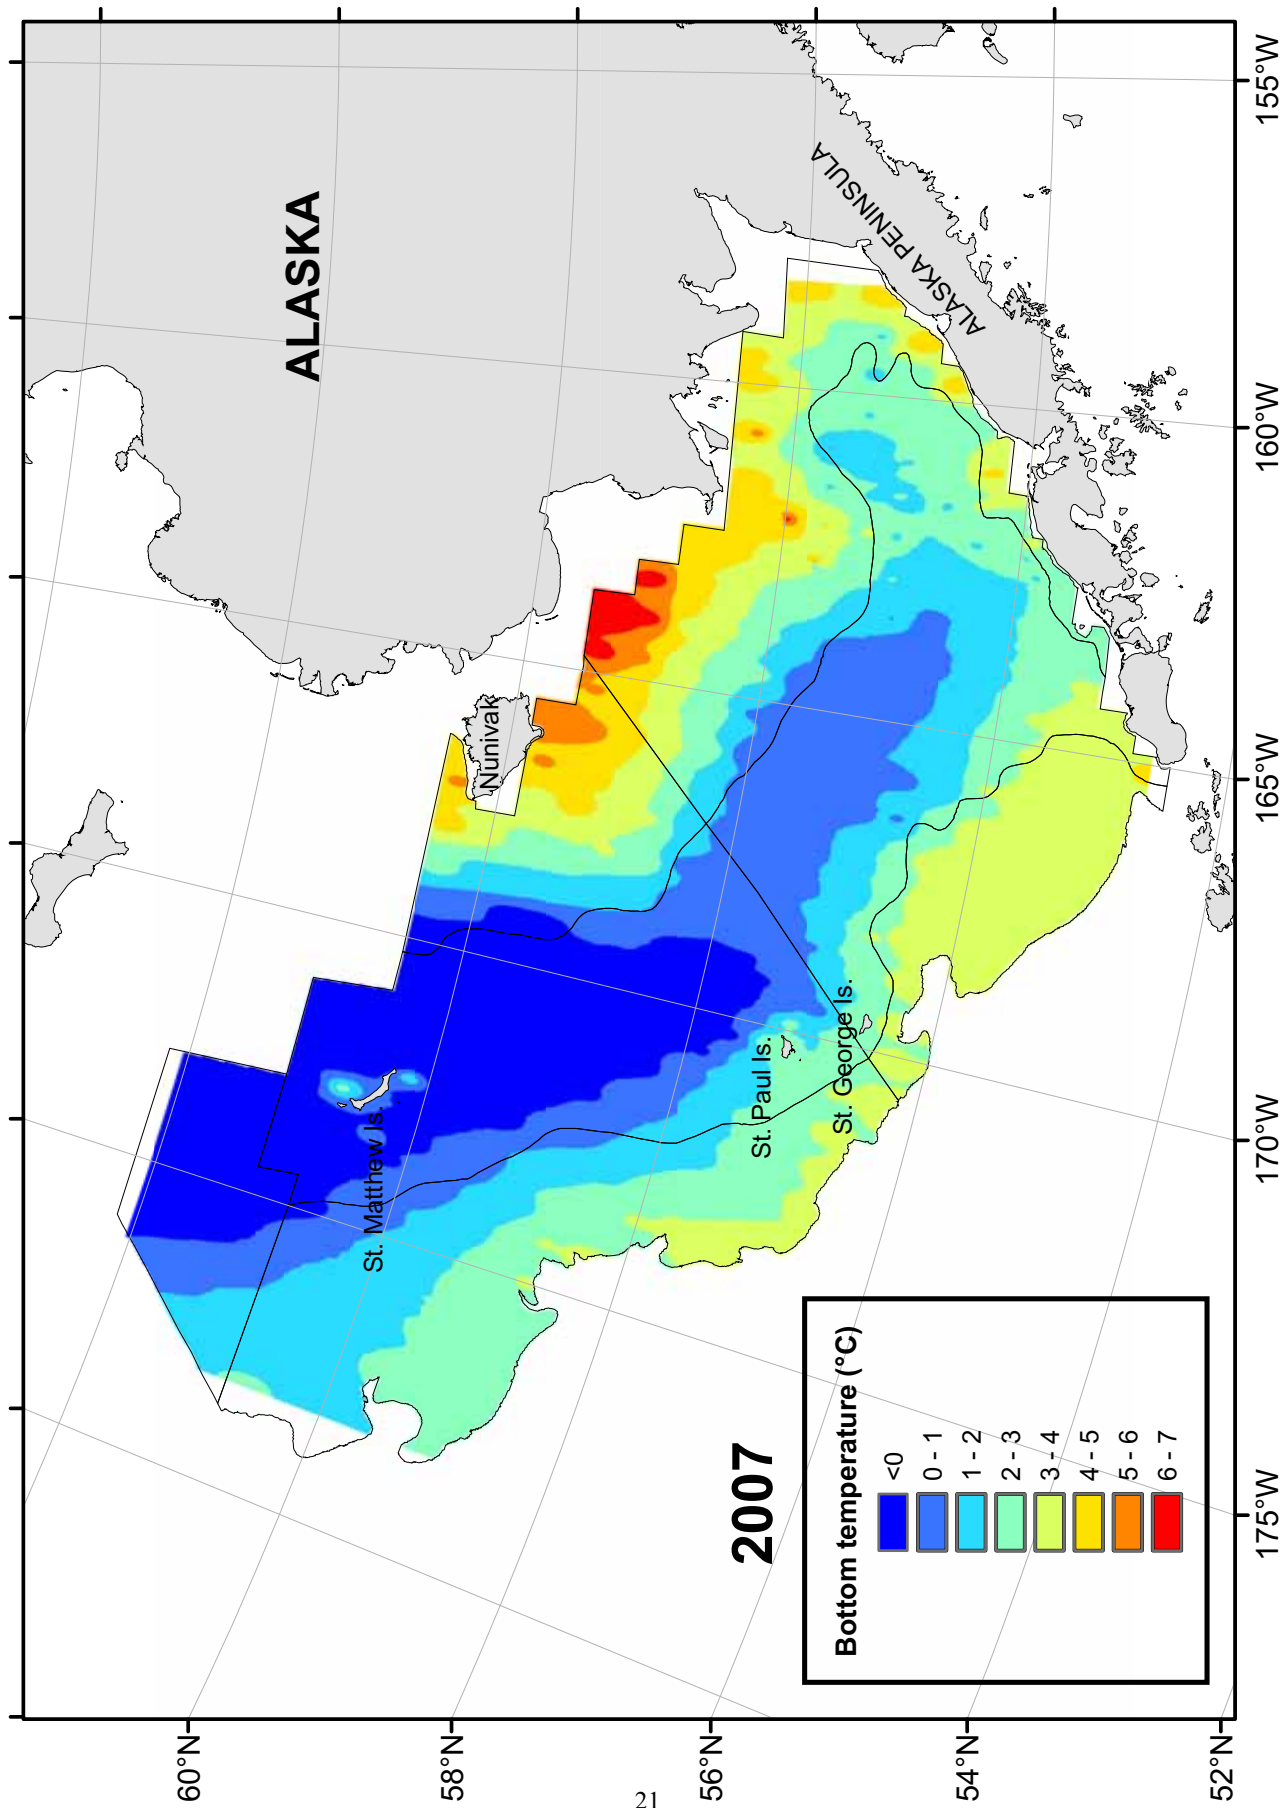 ALASKA
ALASKA PENINSULA
Nunivak
St. Matthew Is.
St. Paul Is.
St. George Is.
2007
Bottom temperature (°C)
<0
0 - 1
1 - 2
2 - 3
3 - 4
4 - 5
5 - 6
6 - 7
60°N
58°N
56°N
54°N
52°N
175°W
170°W
165°W
160°W
155°W
21